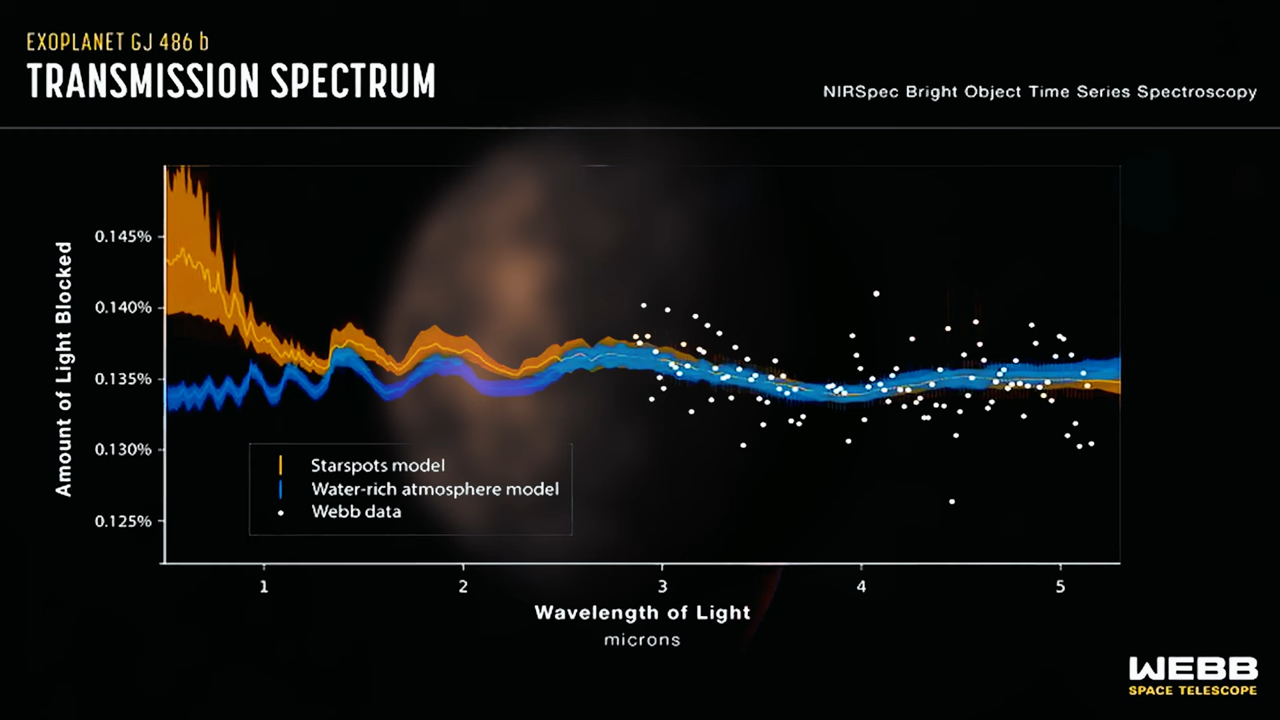 EXOPLANET GJ 486 b
TRANSMISSION SPECTRUM
NIRSpec Bright Object Time Series Spectroscopy
Amount of Light Blocked
0.145%
0.140%
0.135%
0.130%
0.125%
Starspots model
Water-rich atmosphere model
Webb data
1 2 3 4 5
Wavelength of Light
microns
WEBB
SPACE TELESCOPE